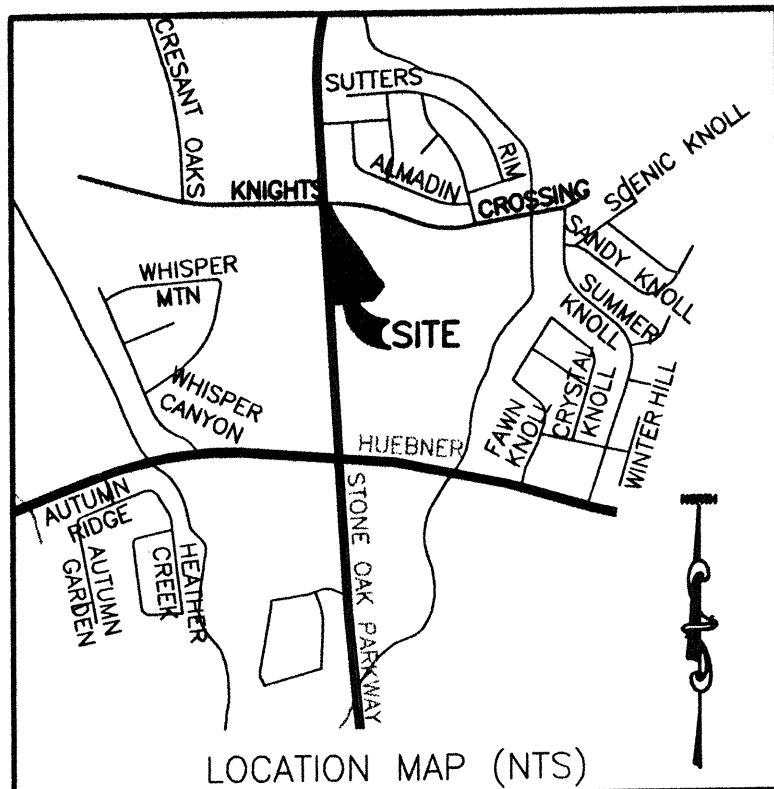 CRESANT OAKS
SUTTERS
RIM
ALMADIN
KNIGHTS
CROSSING
SCENIC KNOLL
SANDY KNOLL
SUMMER
KNOLL
WHISPER
MTN
SITE
WHISPER
CANYON
CRYSTAL
KNOLL
FAWN
KNOLL
WINTER HILL
HUEBNER
STONE OAK PARKWAY
AUTUMN
RIDGE
AUTUMN
GARDEN
HEATHER
CREEK
NORTH
LOCATION MAP (NTS)